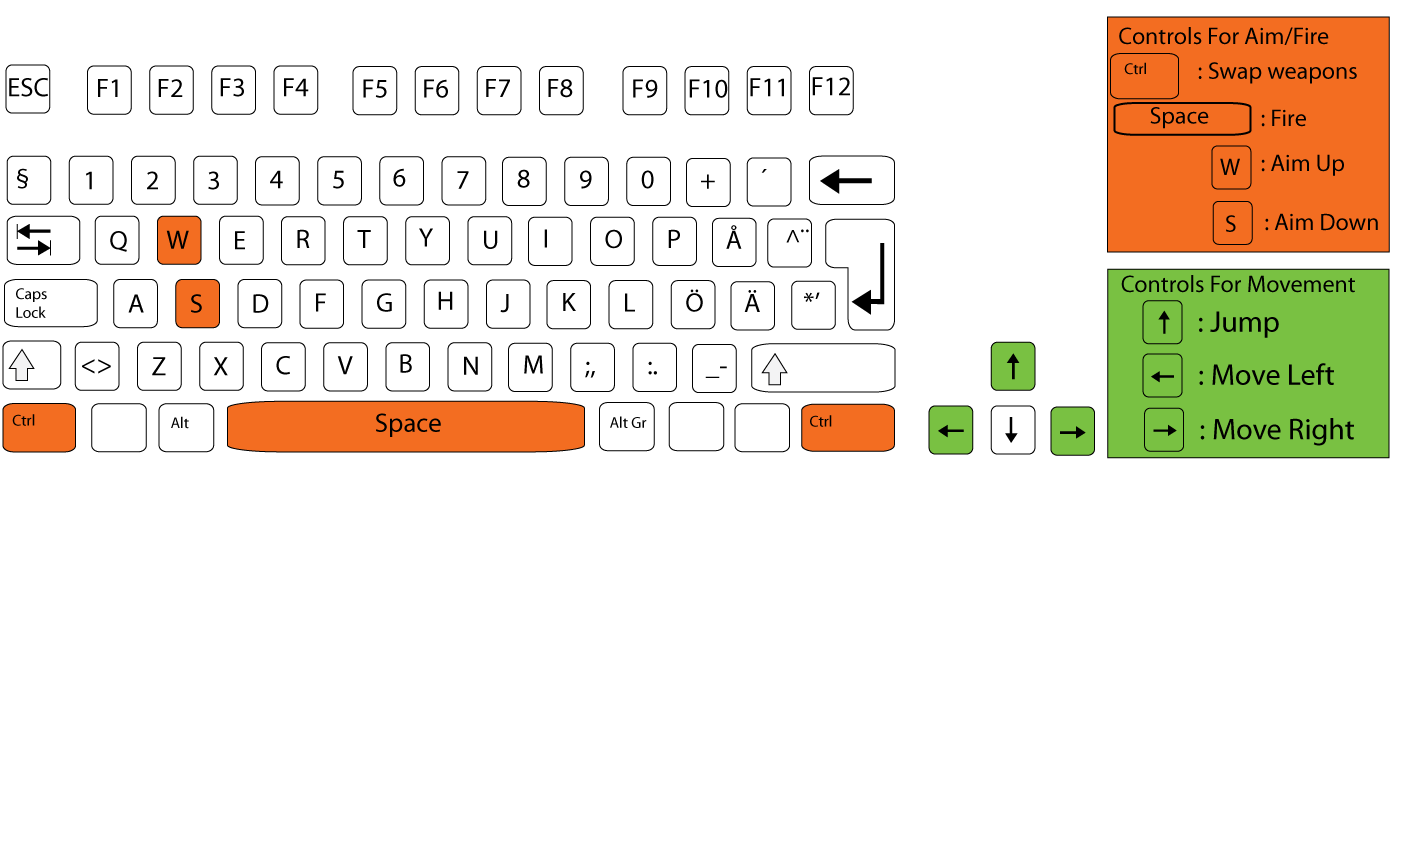 ESC F1 F2 F3 F4 F5 F6 F7 F8 F9 F10 F11 F12
§ 1 2 3 4 5 6 7 8 9 0 + ´
Q W E R T Y U I O P Å ^¨
Caps
Lock
A S D F G H J K L Ö Ä *'
<> Z X C V B N M ;, :. _-
Ctrl Alt Space Alt Gr Ctrl
Controls For Aim/Fire
Ctrl : Swap weapons
Space : Fire
W : Aim Up
S : Aim Down
Controls For Movement
↑ : Jump
← : Move Left
→ : Move Right